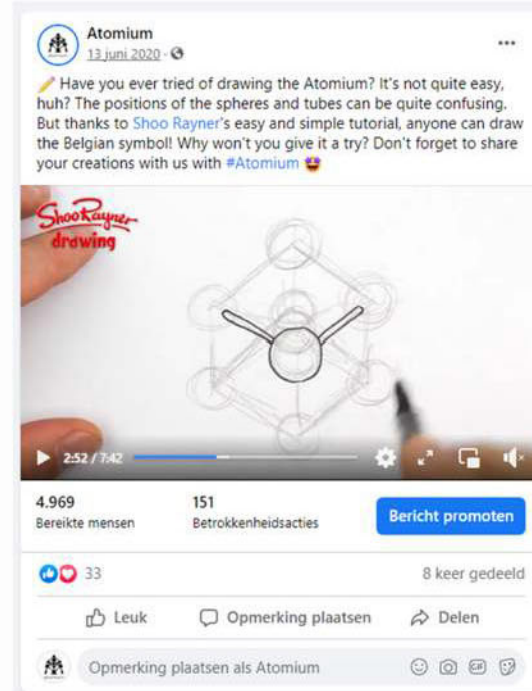 Atomium
13 juni 2020 ·
Have you ever tried of drawing the Atomium? It's not quite easy,
huh? The positions of the spheres and tubes can be quite confusing.
But thanks to Shoo Rayner's easy and simple tutorial, anyone can draw
the Belgian symbol! Why won't you give it a try? Don't forget to share
your creations with us with #Atomium
ShooRayner
drawing
2:52 / 7:42
4.969
Bereikte mensen
151
Betrokkenheidsacties
Bericht promoten
33
8 keer gedeeld
Leuk
Opmerking plaatsen
Delen
Opmerking plaatsen als Atomium
GIF